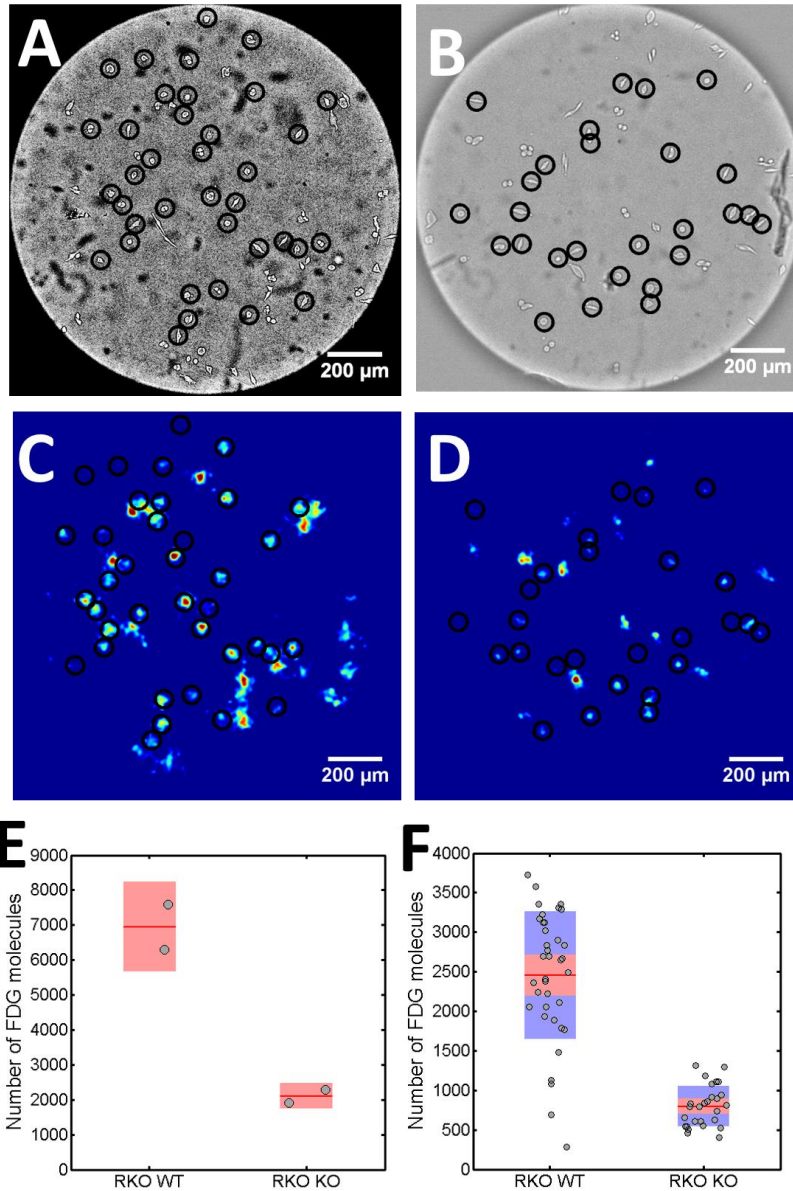 A
200 µm
B
200 µm
C
200 µm
D
200 µm
E
Number of FDG molecules
9000
8000
7000
6000
5000
4000
3000
2000
1000
0
RKO WT
RKO KO
F
Number of FDG molecules
4000
3500
3000
2500
2000
1500
1000
500
0
RKO WT
RKO KO